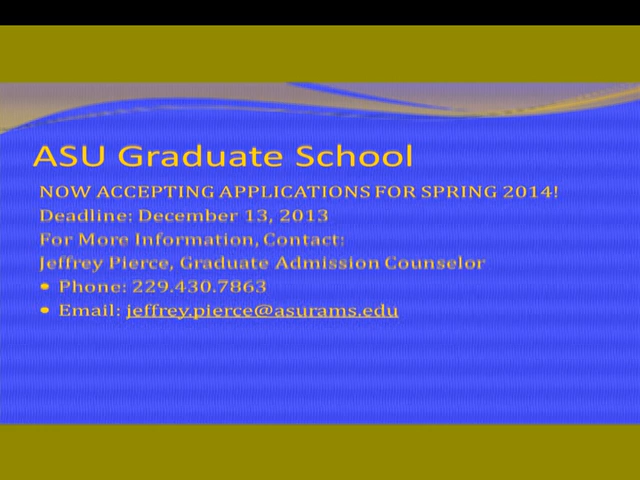 ASU Graduate School
NOW ACCEPTING APPLICATIONS FOR SPRING 2014!
Deadline: December 13, 2013
For More Information, Contact:
Jeffrey Pierce, Graduate Admission Counselor
• Phone: 229.430.7863
• Email: jeffrey.pierce@asurams.edu